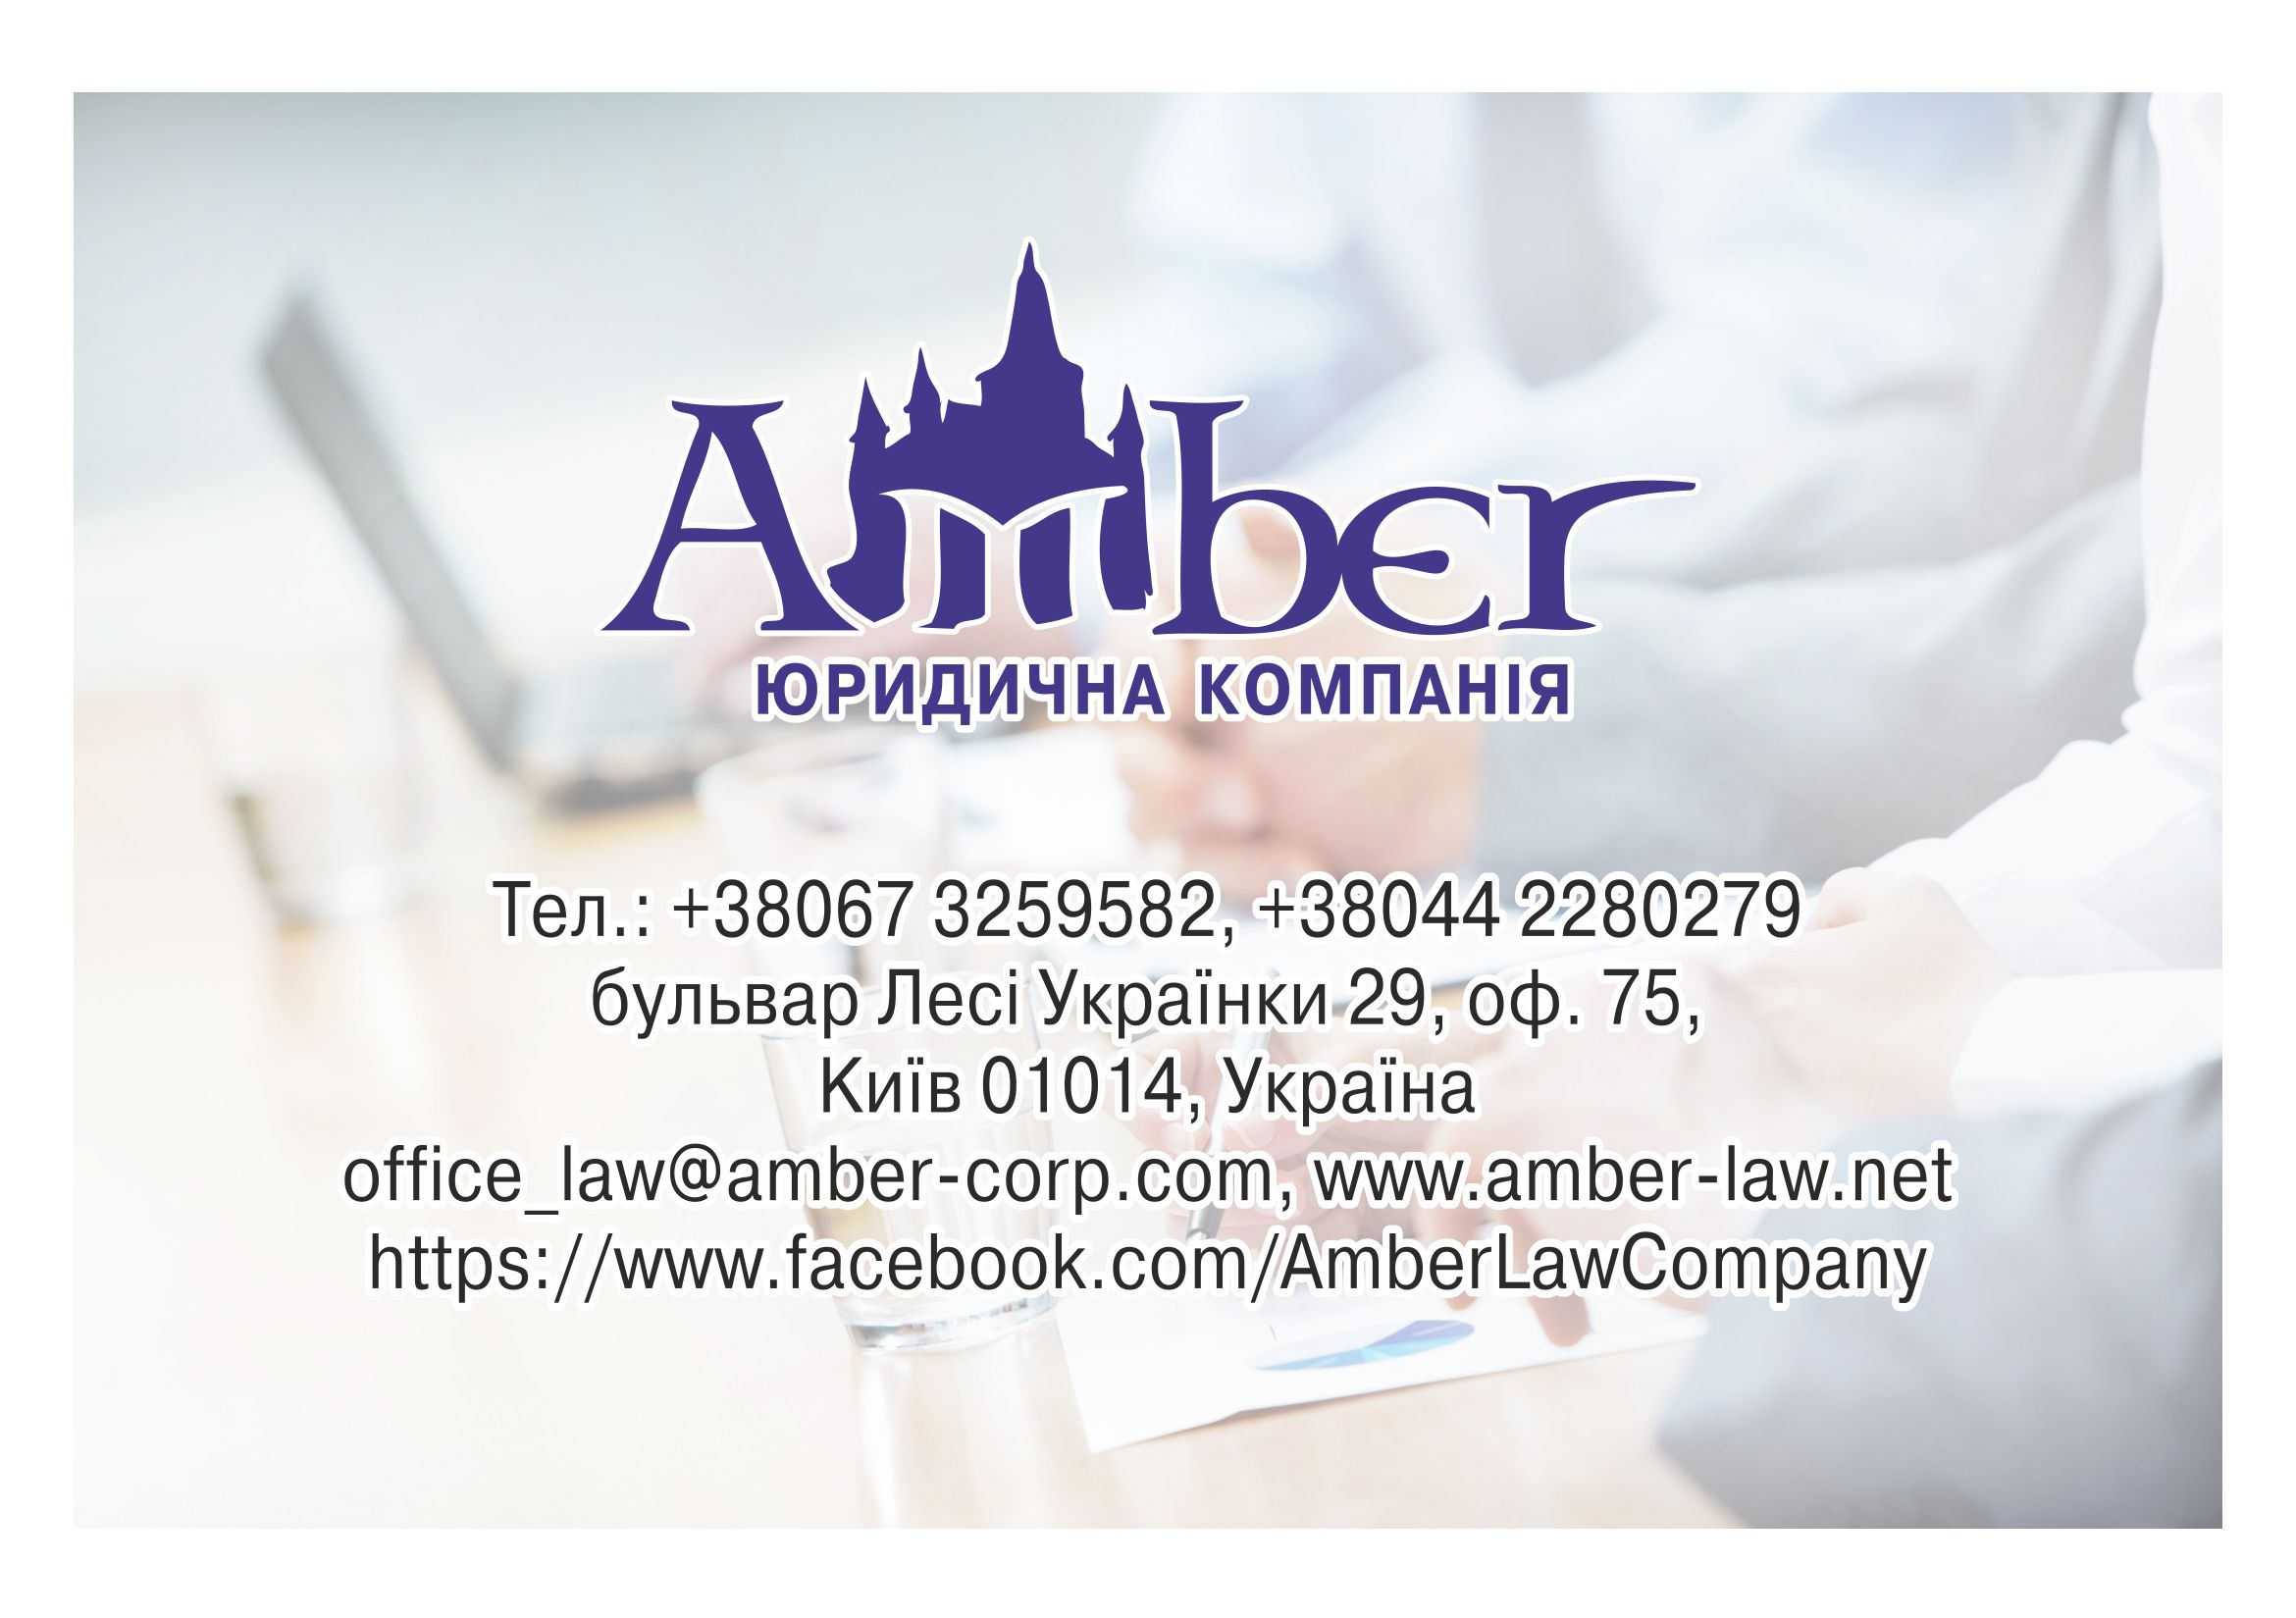 Amber
ЮРИДИЧНА КОМПАНІЯ
Тел.: +38067 3259582, +38044 2280279
бульвар Лесі Українки 29, оф. 75,
Київ 01014, Україна
office_law@amber-corp.com, www.amber-law.net
https://www.facebook.com/AmberLawCompany